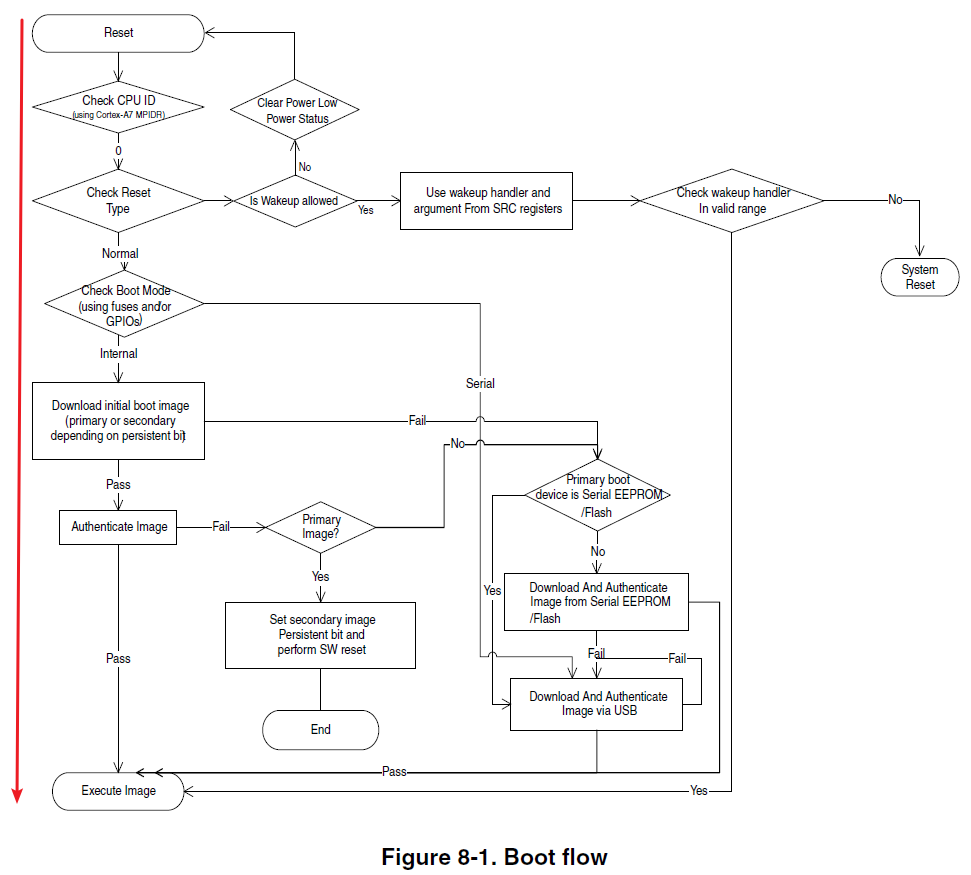 Reset
Check CPU ID
(using Cortex-A7 MPIDR)
0
Clear Power Low
Power Status
No
Check Reset
Type
Is Wakeup allowed
Yes
Use wakeup handler and
argument From SRC registers
Check wakeup handler
In valid range
No
System
Reset
Normal
Check Boot Mode
(using fuses and/or
GPIOs)
Internal
Serial
Download initial boot image
(primary or secondary
depending on persistent bit)
Fail
No
Primary boot
device is Serial EEPROM
/Flash
Pass
Authenticate Image
Fail
Primary
Image?
No
Yes
Yes
Download And Authenticate
Image from Serial EEPROM
/Flash
Set secondary image
Persistent bit and
perform SW reset
Pass
Fail
Fail
Download And Authenticate
Image via USB
End
Pass
Execute Image
Yes
Figure 8-1. Boot flow